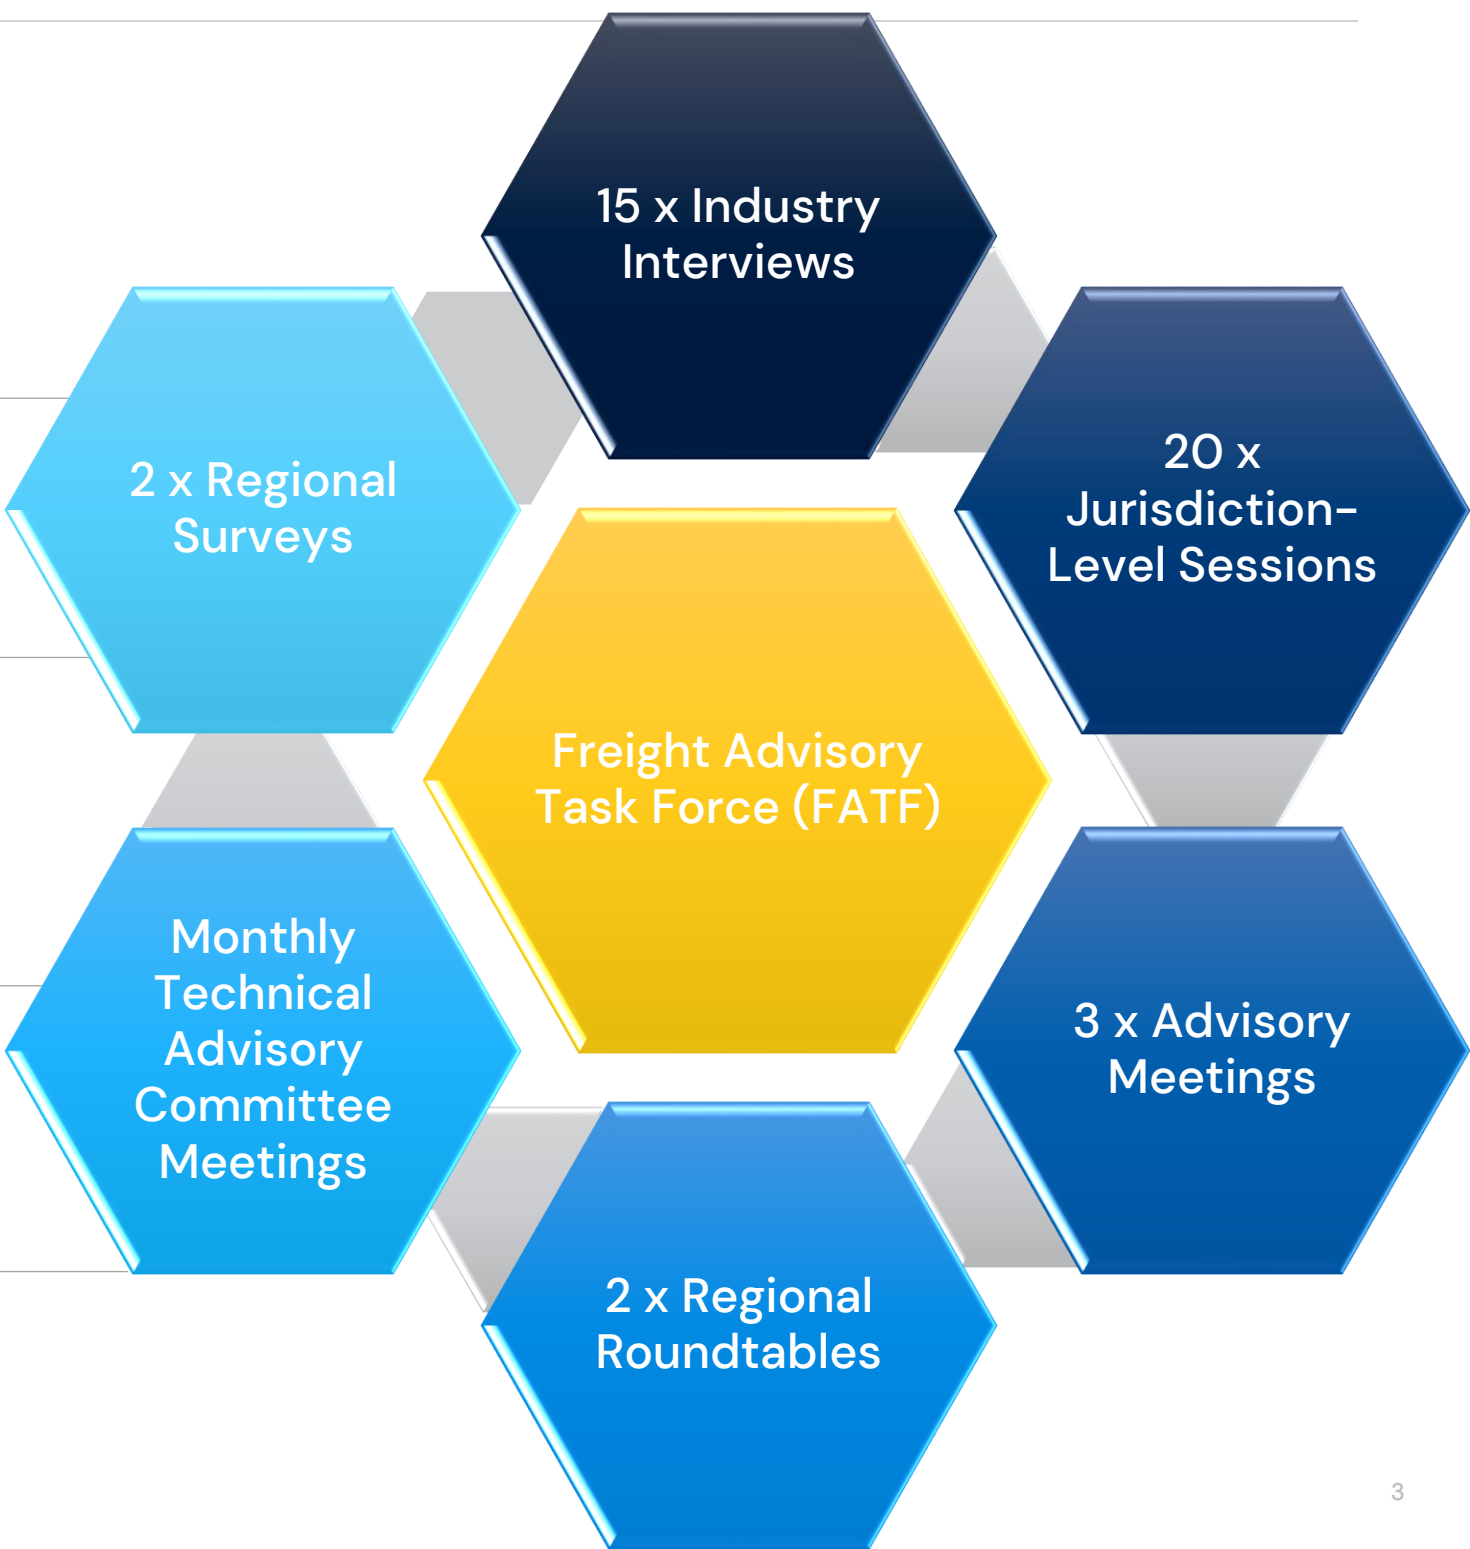 15 x Industry
Interviews
20 x
Jurisdiction-
Level Sessions
2 x Regional
Surveys
Freight Advisory
Task Force (FATF)
Monthly
Technical
Advisory
Committee
Meetings
3 x Advisory
Meetings
2 x Regional
Roundtables
3